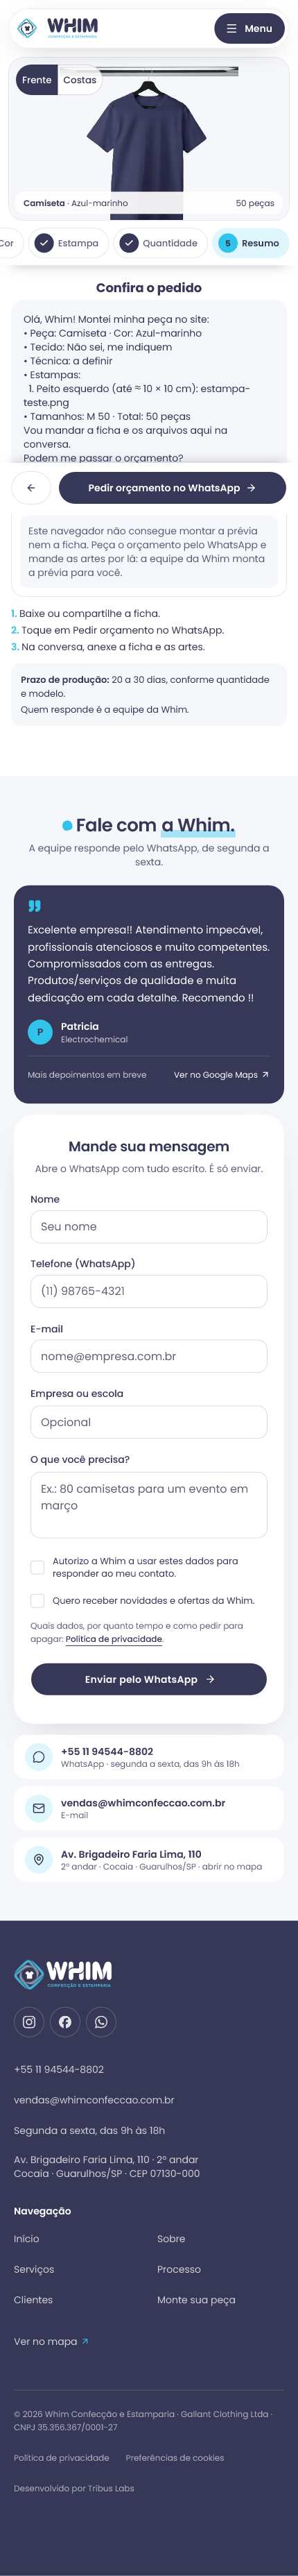 WHIM
CONFECÇÃO E ESTAMPARIA
Menu
Frente
Costas
Camiseta · Azul-marinho
50 peças
Cor
Estampa
Quantidade
5 Resumo
Confira o pedido
Olá, Whim! Montei minha peça no site:
• Peça: Camiseta · Cor: Azul-marinho
• Tecido: Não sei, me indiquem
• Técnica: a definir
• Estampas:
1. Peito esquerdo (até ≈ 10 × 10 cm): estampa-
teste.png
• Tamanhos: M 50 · Total: 50 peças
Vou mandar a ficha e os arquivos aqui na
conversa.
Podem me passar o orçamento?
Pedir orçamento no WhatsApp →
Este navegador não consegue montar a prévia
nem a ficha. Peça o orçamento pelo WhatsApp e
mande as artes por lá: a equipe da Whim monta
a prévia para você.
1. Baixe ou compartilhe a ficha.
2. Toque em Pedir orçamento no WhatsApp.
3. Na conversa, anexe a ficha e as artes.
Prazo de produção: 20 a 30 dias, conforme quantidade
e modelo.
Quem responde é a equipe da Whim.
Fale com a Whim.
A equipe responde pelo WhatsApp, de segunda a
sexta.
Excelente empresa!! Atendimento impecável,
profissionais atenciosos e muito competentes.
Compromissados com as entregas.
Produtos/serviços de qualidade e muita
dedicação em cada detalhe. Recomendo !!
P
Patricia
Electrochemical
Mais depoimentos em breve
Ver no Google Maps ↗
Mande sua mensagem
Abre o WhatsApp com tudo escrito. É só enviar.
Nome
Seu nome
Telefone (WhatsApp)
(11) 98765-4321
E-mail
nome@empresa.com.br
Empresa ou escola
Opcional
O que você precisa?
Ex.: 80 camisetas para um evento em
março
Autorizo a Whim a usar estes dados para
responder ao meu contato.
Quero receber novidades e ofertas da Whim.
Quais dados, por quanto tempo e como pedir para
apagar: Política de privacidade.
Enviar pelo WhatsApp →
+55 11 94544-8802
WhatsApp · segunda a sexta, das 9h às 18h
vendas@whimconfeccao.com.br
E-mail
Av. Brigadeiro Faria Lima, 110
2º andar · Cocaia · Guarulhos/SP · abrir no mapa
WHIM
CONFECÇÃO E ESTAMPARIA
+55 11 94544-8802
vendas@whimconfeccao.com.br
Segunda a sexta, das 9h às 18h
Av. Brigadeiro Faria Lima, 110 · 2º andar
Cocaia · Guarulhos/SP · CEP 07130-000
Navegação
Início
Sobre
Serviços
Processo
Clientes
Monte sua peça
Ver no mapa ↗
© 2026 Whim Confecção e Estamparia · Gallant Clothing Ltda ·
CNPJ 35.356.367/0001-27
Política de privacidade
Preferências de cookies
Desenvolvido por Tribus Labs